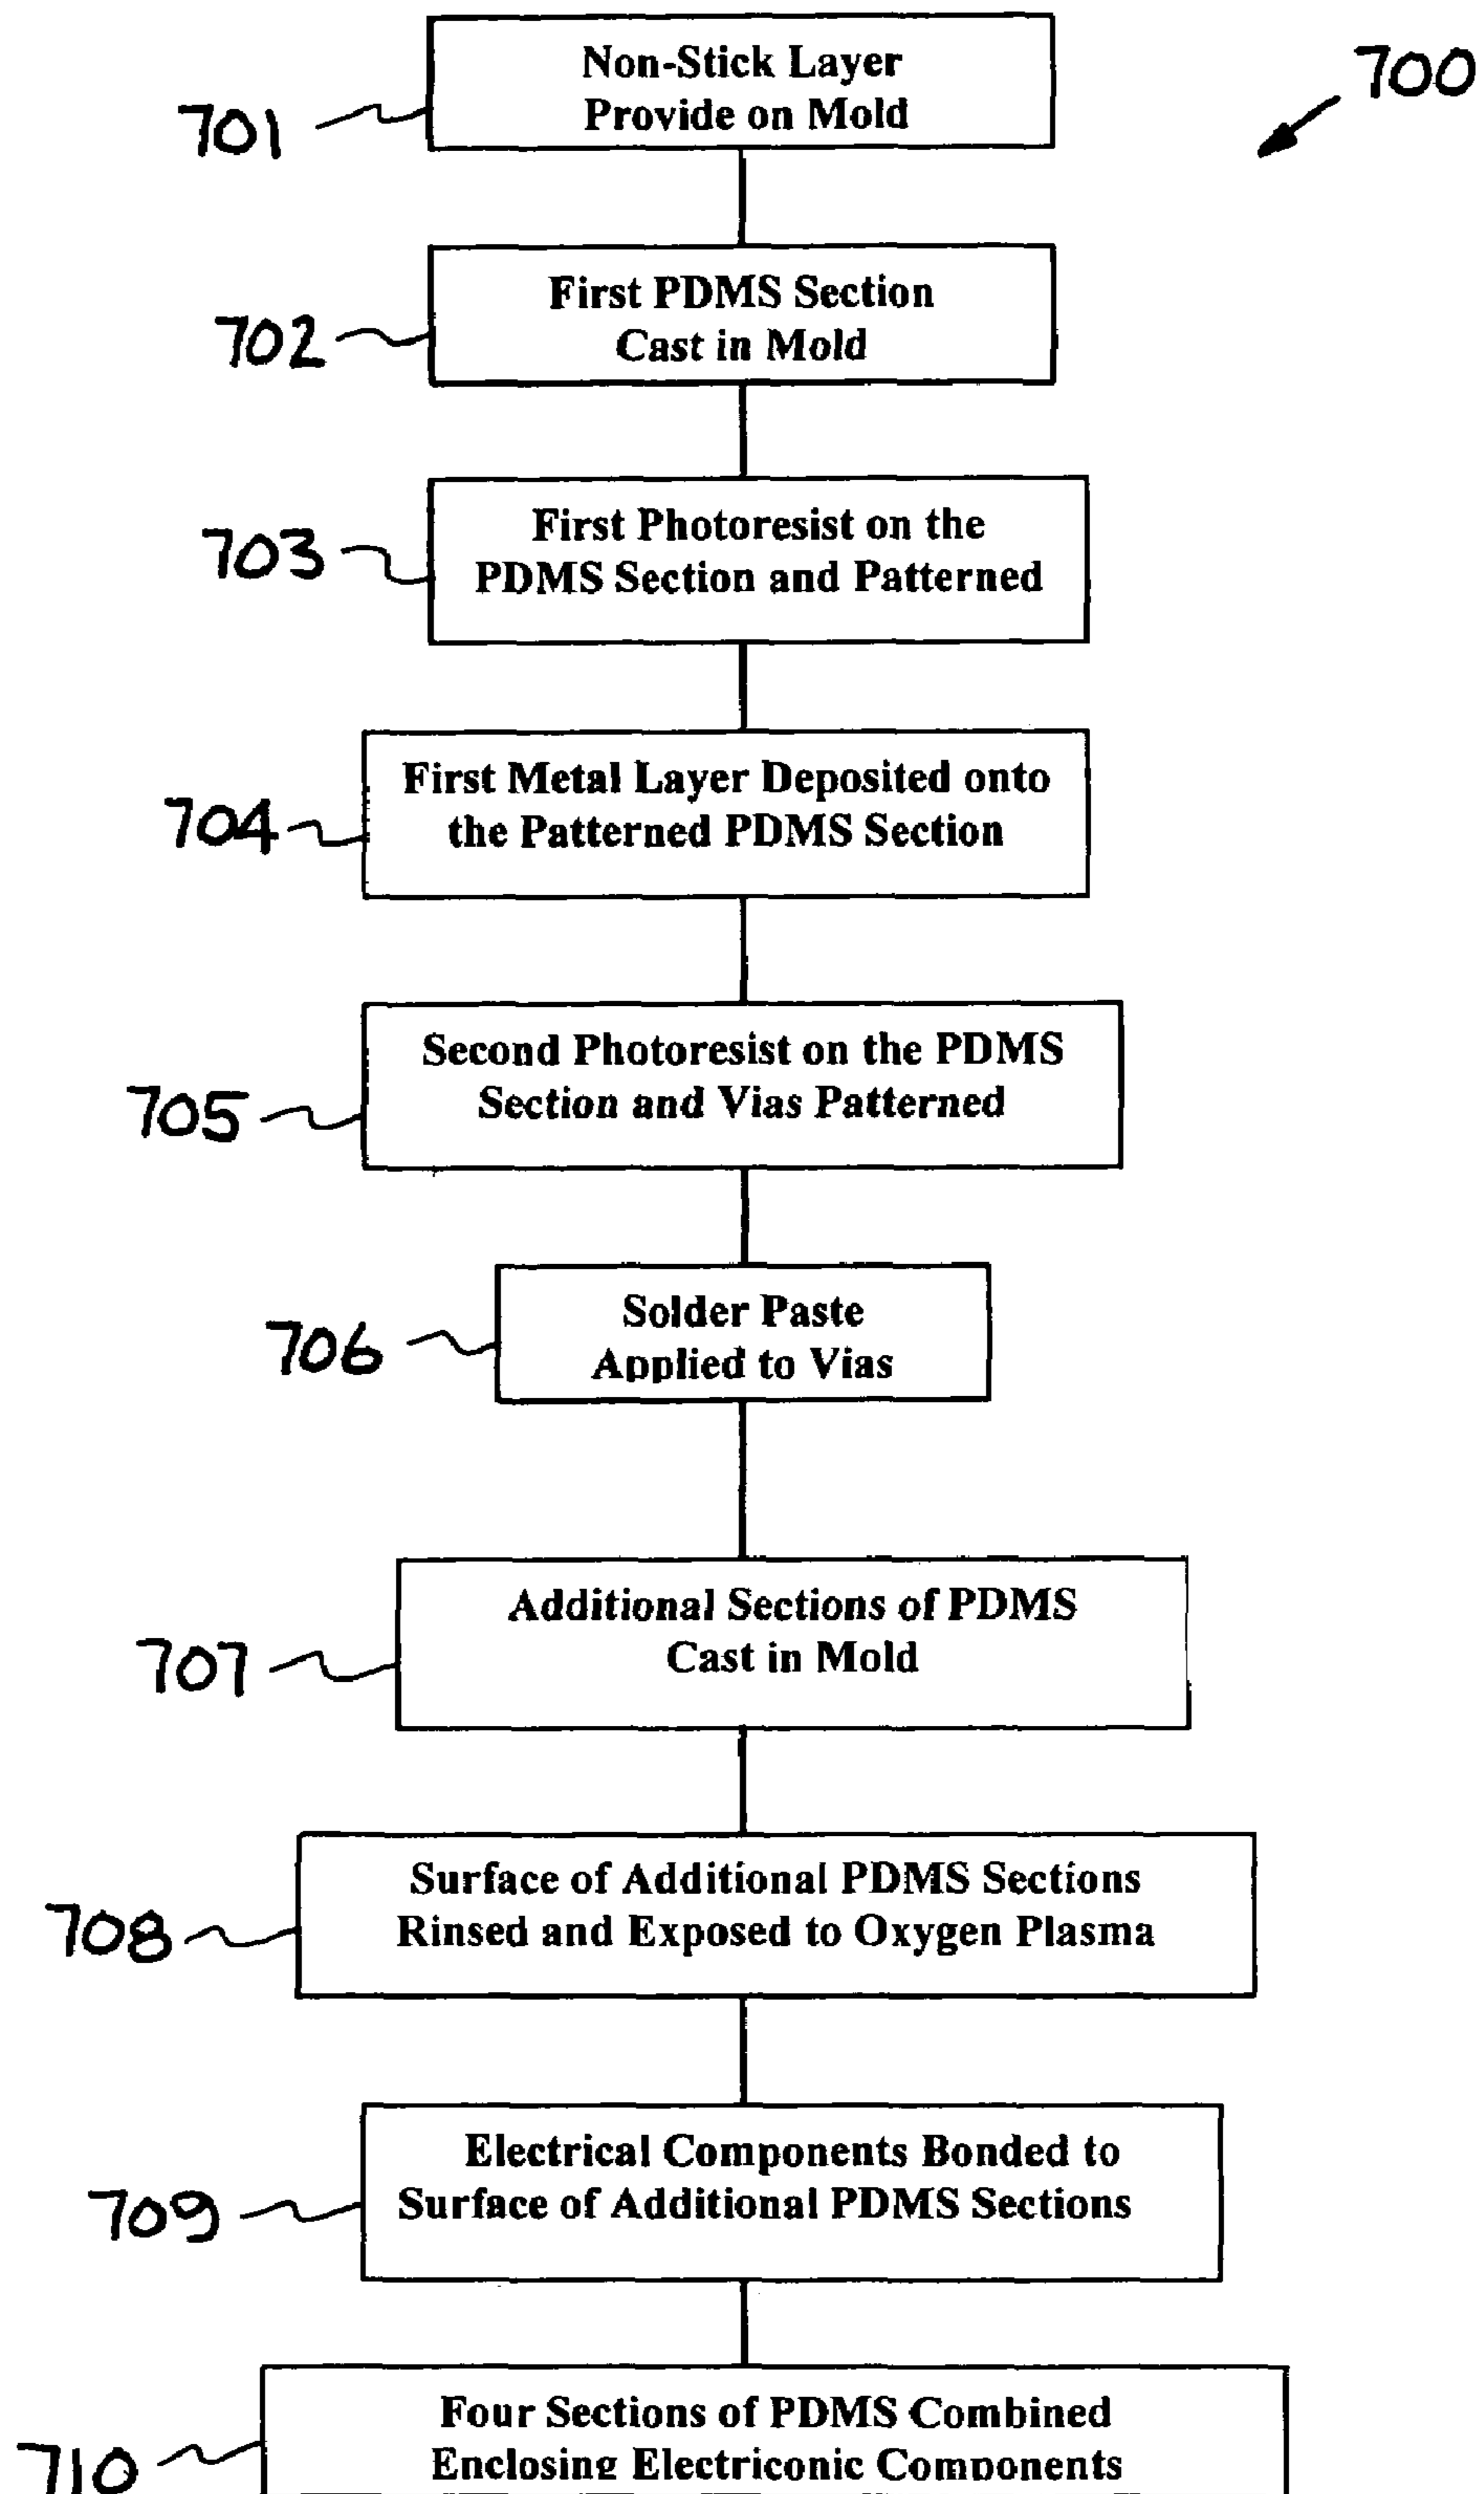 700
Non-Stick Layer
Provide on Mold
701
First PDMS Section
Cast in Mold
702
First Photoresist on the
PDMS Section and Patterned
703
First Metal Layer Deposited onto
the Patterned PDMS Section
704
Second Photoresist on the PDMS
Section and Vias Patterned
705
Solder Paste
Applied to Vias
706
Additional Sections of PDMS
Cast in Mold
707
Surface of Additional PDMS Sections
Rinsed and Exposed to Oxygen Plasma
708
Electrical Components Bonded to
Surface of Additional PDMS Sections
709
Four Sections of PDMS Combined
Enclosing Electriconic Components
710